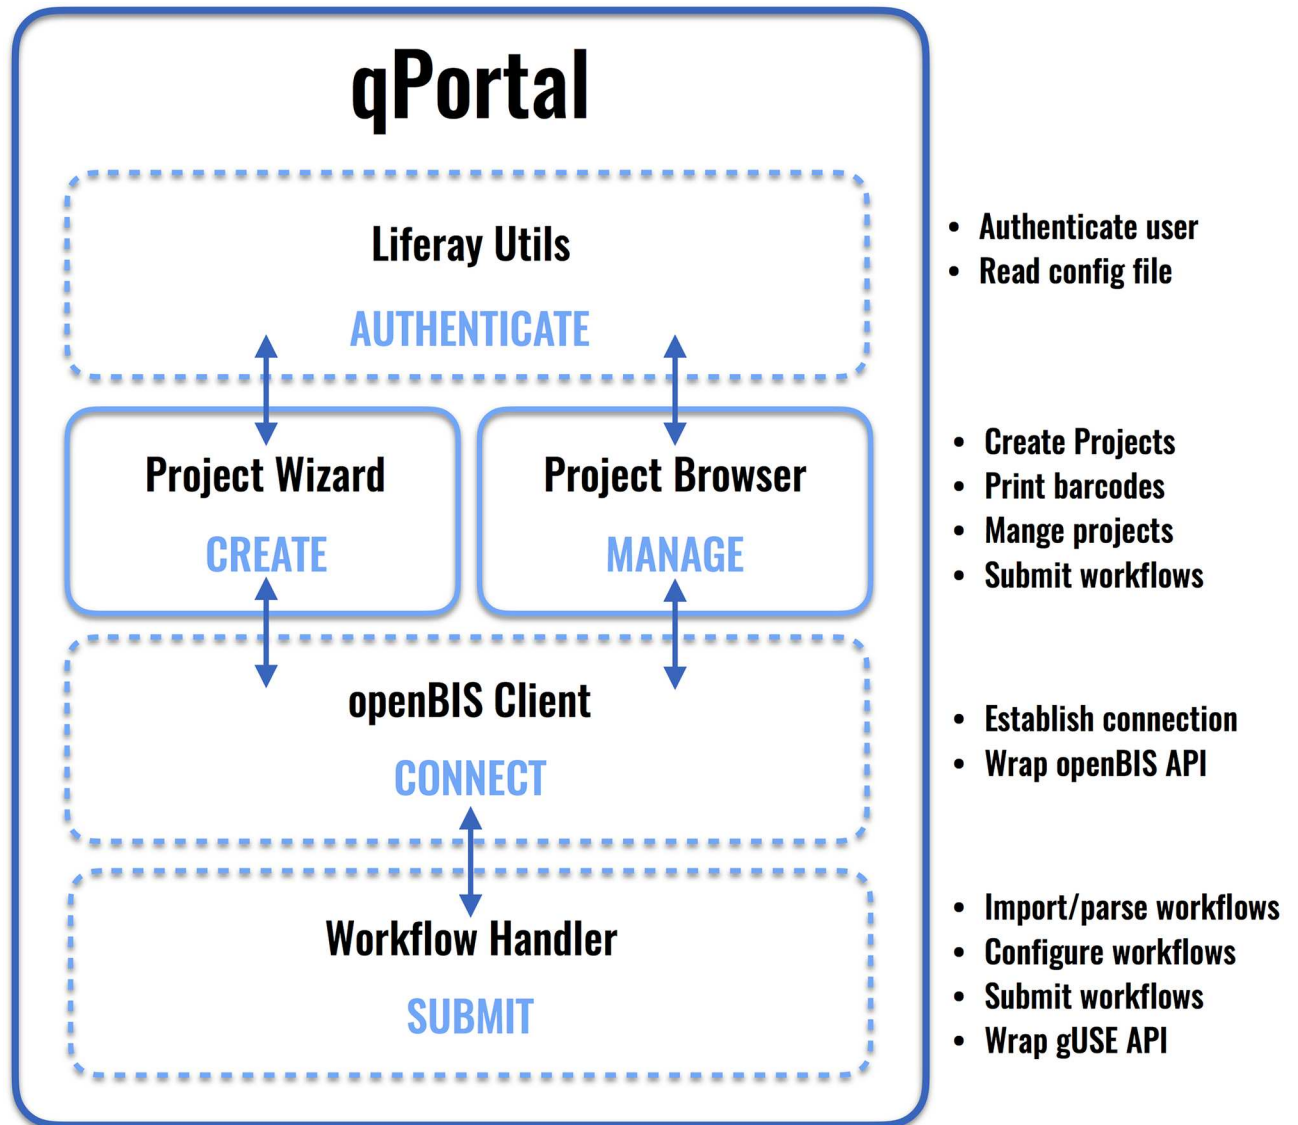 qPortal
Liferay Utils
AUTHENTICATE
• Authenticate user
• Read config file
Project Wizard
CREATE
Project Browser
MANAGE
• Create Projects
• Print barcodes
• Mange projects
• Submit workflows
openBIS Client
CONNECT
• Establish connection
• Wrap openBIS API
Workflow Handler
SUBMIT
• Import/parse workflows
• Configure workflows
• Submit workflows
• Wrap gUSE API